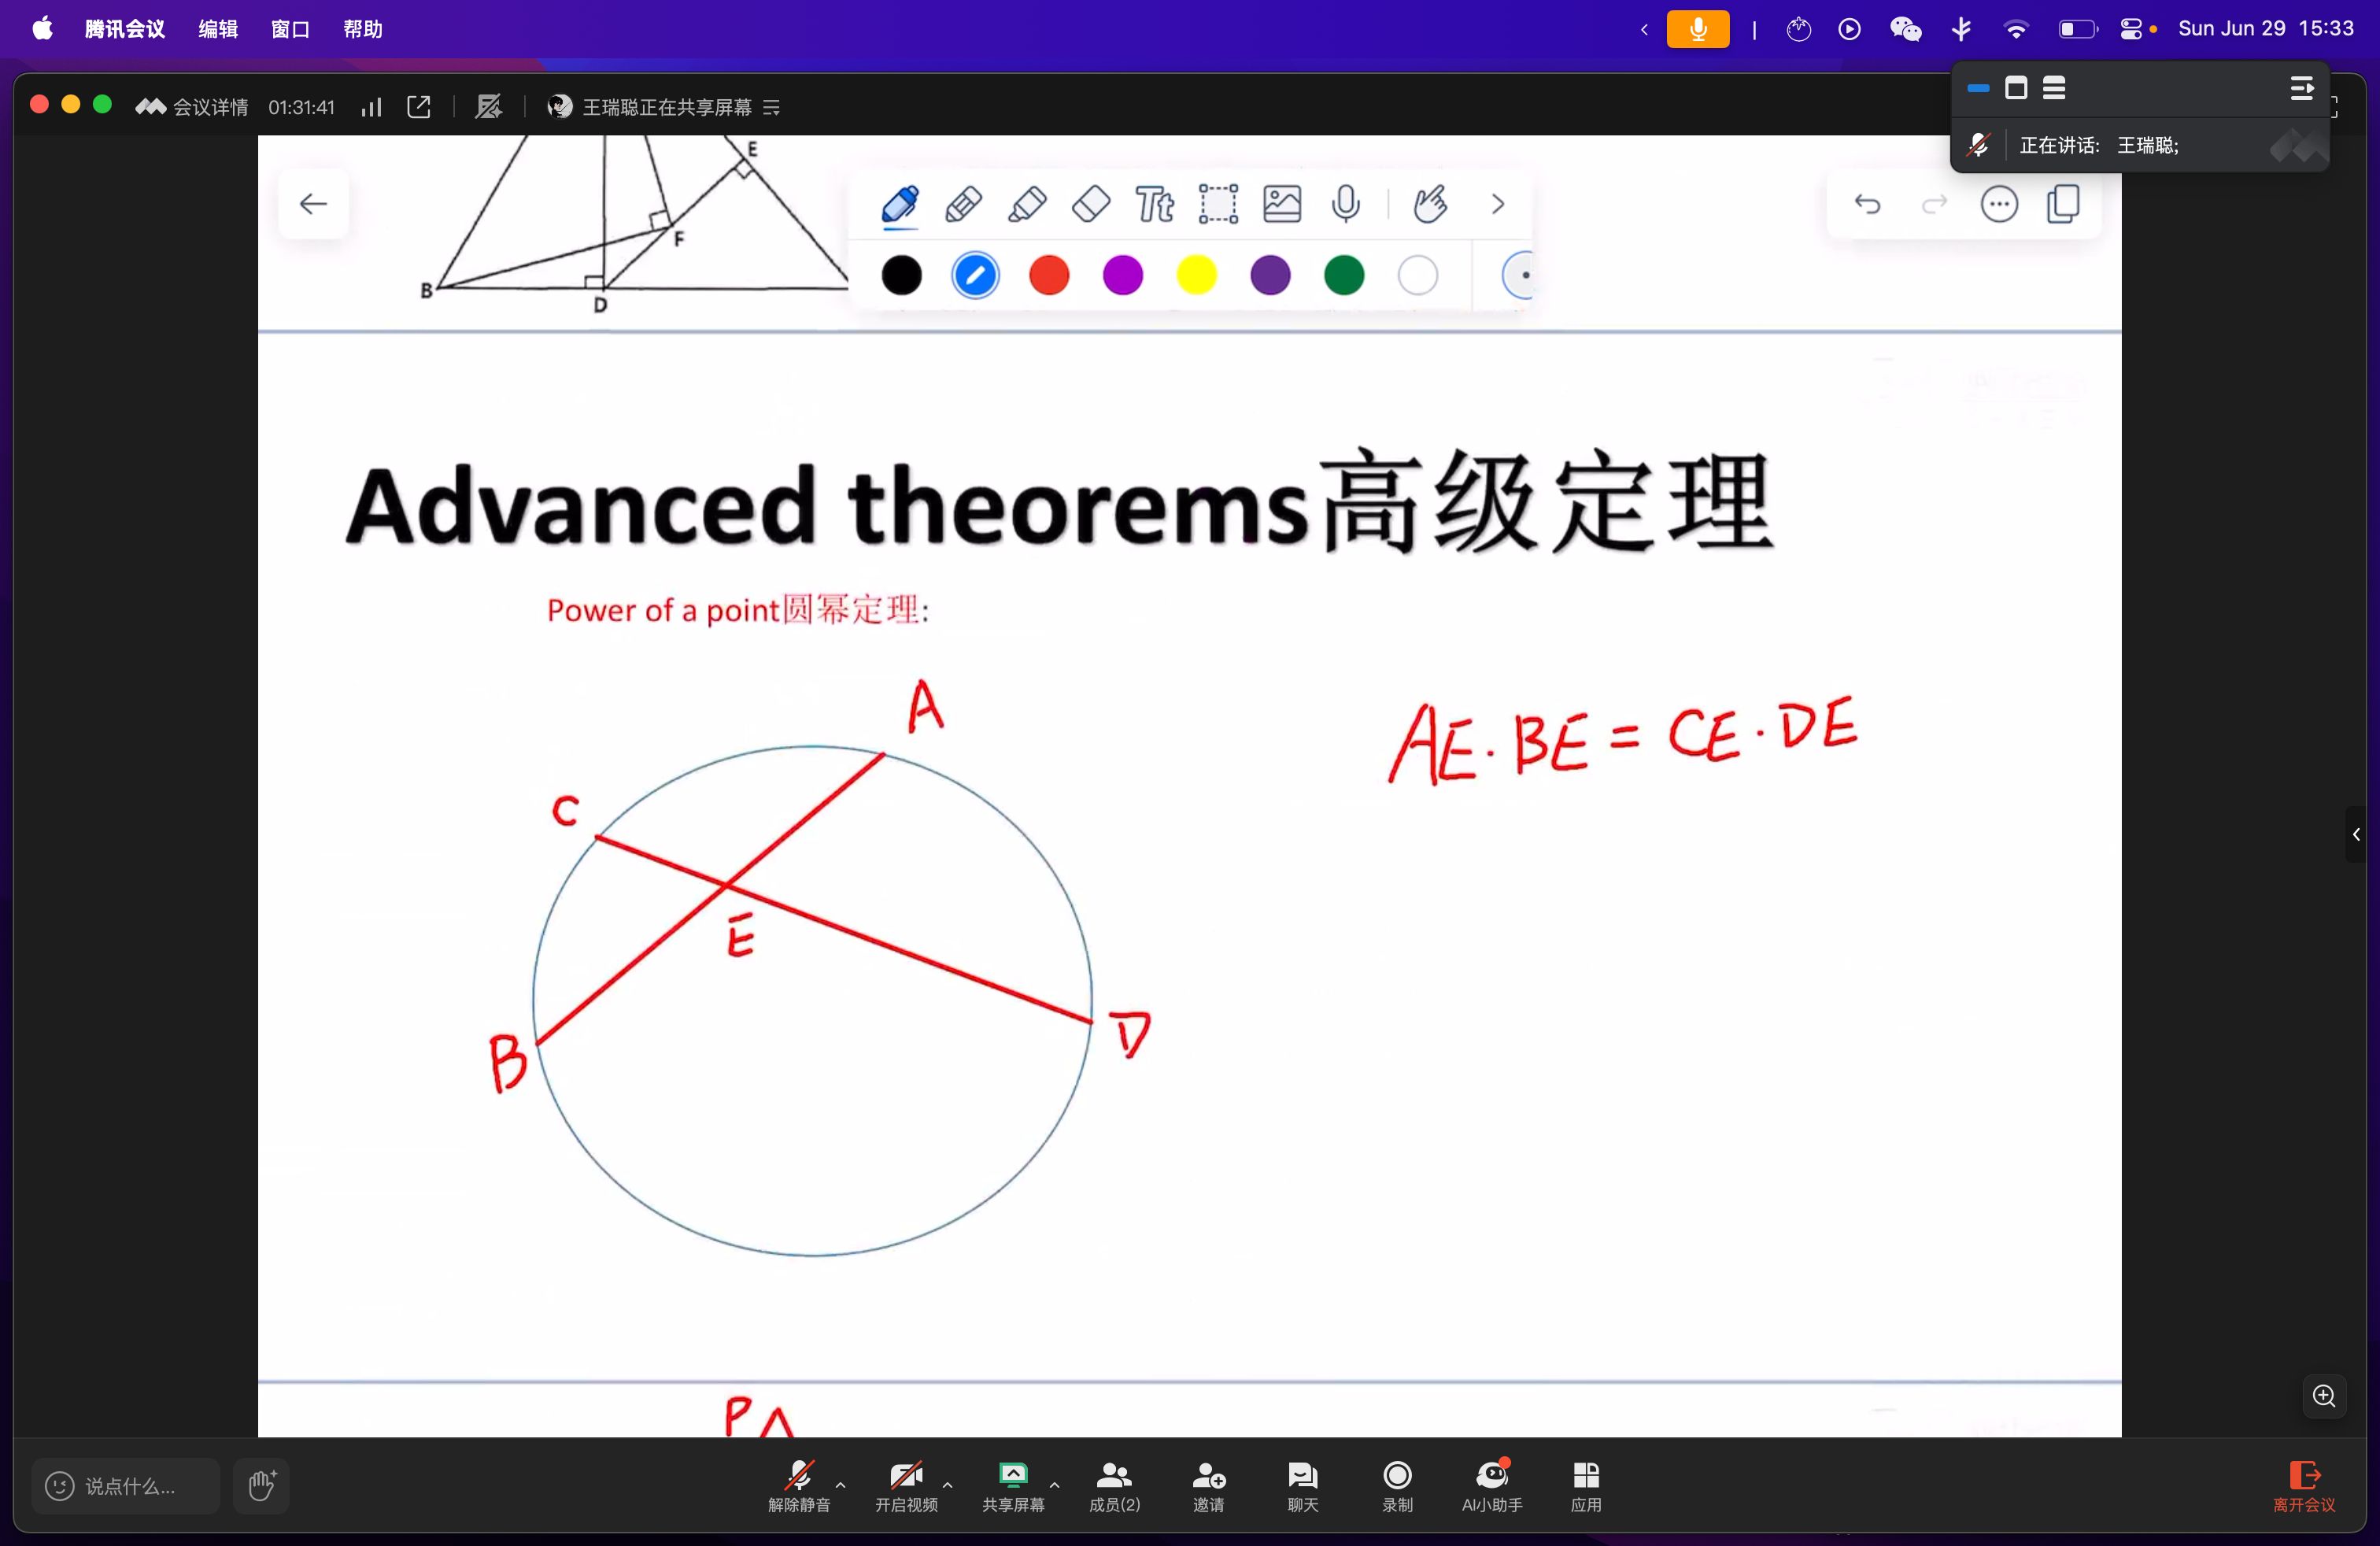 腾讯会议 编辑 窗口 帮助 Sun Jun 29 15:33
会议详情 01:31:41 王瑞聪正在共享屏幕
正在讲话: 王瑞聪;
E
F
B
D
Tt
Advanced theorems高级定理
Power of a point圆幂定理:
A
AE·BE=CE·DE
C
E
B
D
P
说点什么...
解除静音 开启视频 共享屏幕 成员(2) 邀请 聊天 录制 AI小助手 应用 离开会议